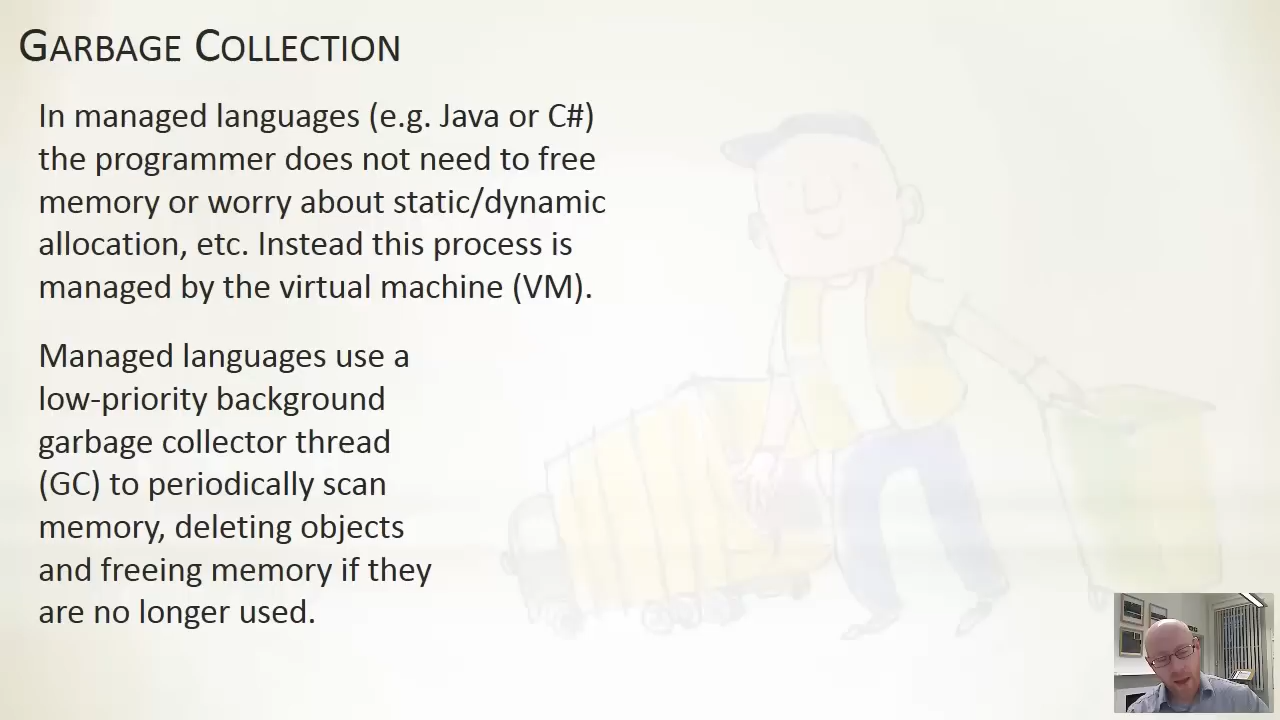 GARBAGE COLLECTION
In managed languages (e.g. Java or C#)
the programmer does not need to free
memory or worry about static/dynamic
allocation, etc. Instead this process is
managed by the virtual machine (VM).
Managed languages use a
low-priority background
garbage collector thread
(GC) to periodically scan
memory, deleting objects
and freeing memory if they
are no longer used.